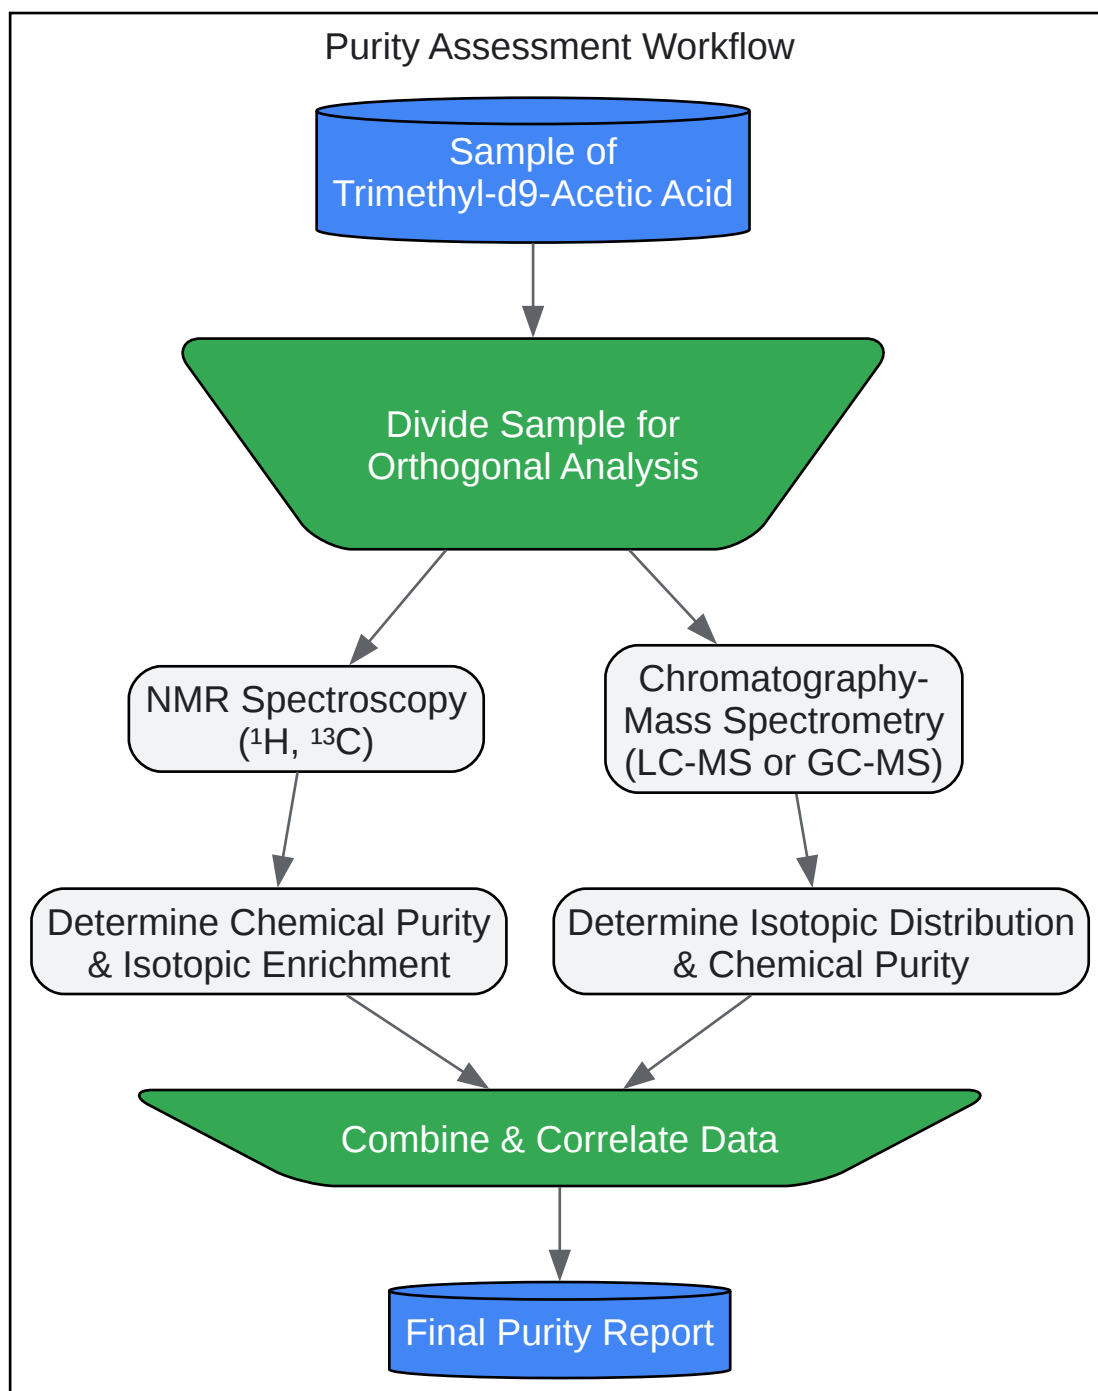 Purity Assessment Workflow
Sample of
Trimethyl-d9-Acetic Acid
Divide Sample for
Orthogonal Analysis
NMR Spectroscopy
(¹H, ¹³C)
Chromatography-
Mass Spectrometry
(LC-MS or GC-MS)
Determine Chemical Purity
& Isotopic Enrichment
Determine Isotopic Distribution
& Chemical Purity
Combine & Correlate Data
Final Purity Report